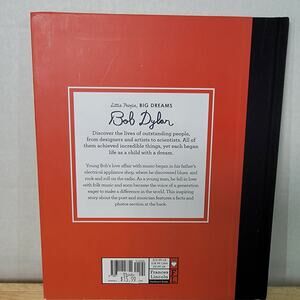 Little People, BIG DREAMS
Bob Dylan
Discover the lives of outstanding people,
from designers and artists to scientists. All of
them achieved incredible things, yet each began
life as a child with a dream.
Young Bob's love affair with music began in his father's
electrical appliance shop, where he discovered blues and
rock and roll on the radio. As a young man, he fell in love
with folk music and soon became the voice of a generation
eager to make a difference in the world. This inspiring
story about the poet and musician features a facts and
photos section at the back.
Frances
Lincoln